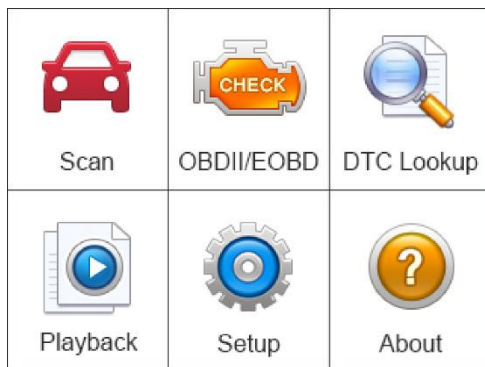 CHECK
Scan
OBDII/EOBD
DTC Lookup
?
Playback
Setup
About